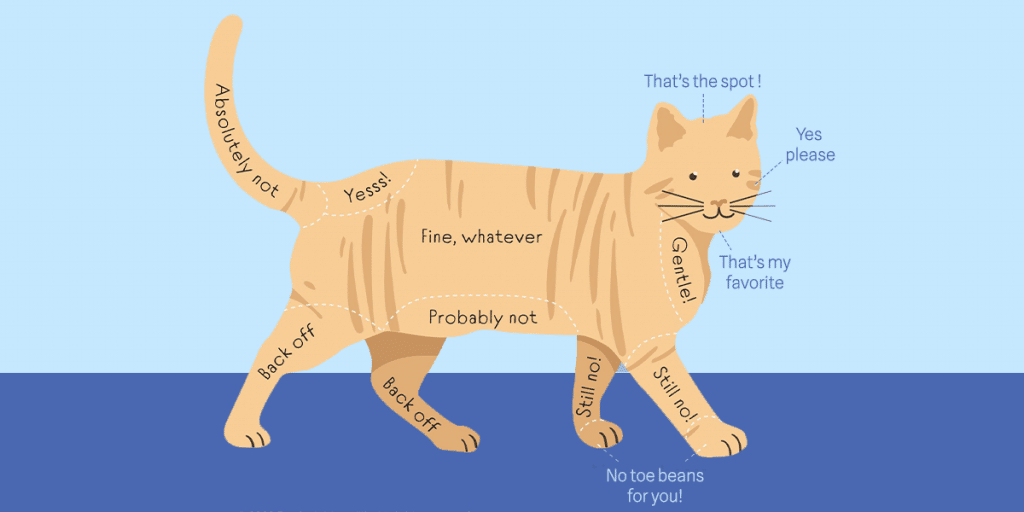 That's the spot!
Yes
please
Absolutely not
Yesss!
Fine, whatever
Gentle!
That's my
favorite
Probably not
Back off
Back off
Still no!
Still no!
No toe beans
for you!